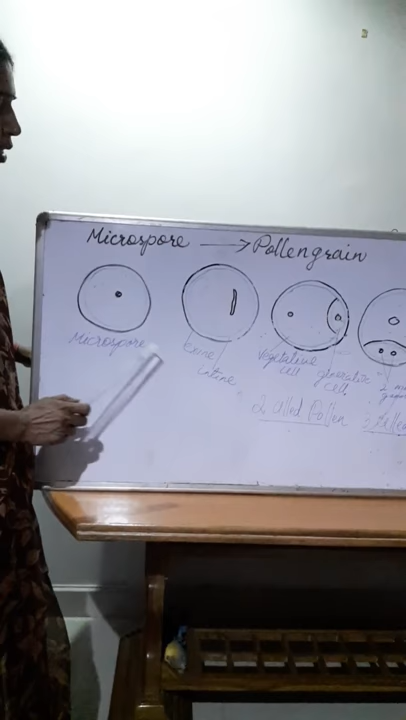 Microspore → Pollengrain
Microspore
Exine
intine
Vegetative
cell
generative
cell
2 celled Pollen